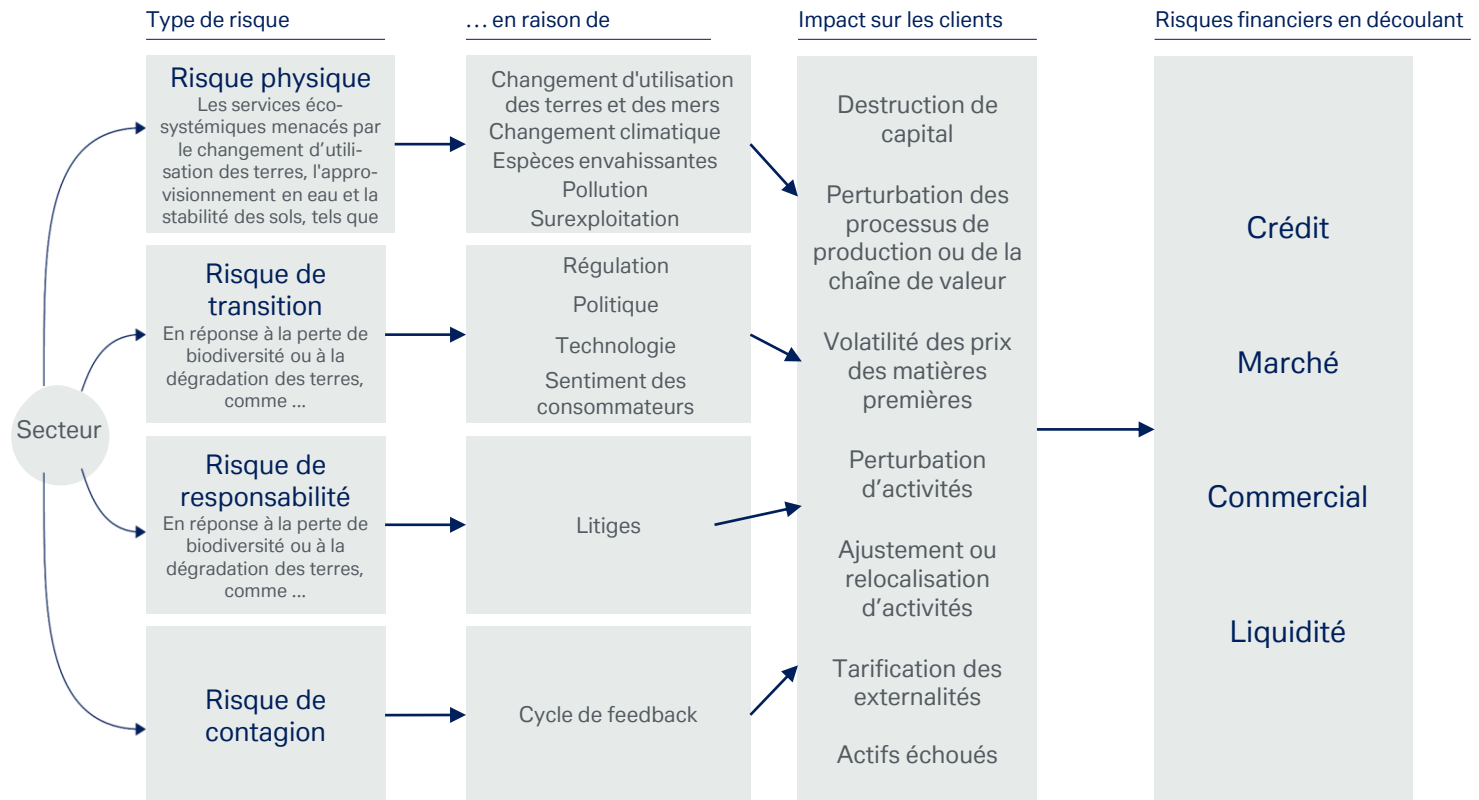 Type de risque
... en raison de
Impact sur les clients
Risques financiers en découlant
Secteur
Risque physique
Les services éco-
systémiques menacés par
le changement d’utili-
sation des terres, l'appro-
visionnement en eau et la
stabilité des sols, tels que
Changement d'utilisation
des terres et des mers
Changement climatique
Espèces envahissantes
Pollution
Surexploitation
Risque de
transition
En réponse à la perte de
biodiversité ou à la
dégradation des terres,
comme ...
Régulation
Politique
Technologie
Sentiment des
consommateurs
Risque de
responsabilité
En réponse à la perte de
biodiversité ou à la
dégradation des terres,
comme ...
Litiges
Risque de
contagion
Cycle de feedback
Destruction de
capital
Perturbation des
processus de
production ou de la
chaîne de valeur
Volatilité des prix
des matières
premières
Perturbation
d’activités
Ajustement ou
relocalisation
d’activités
Tarification des
externalités
Actifs échoués
Crédit
Marché
Commercial
Liquidité